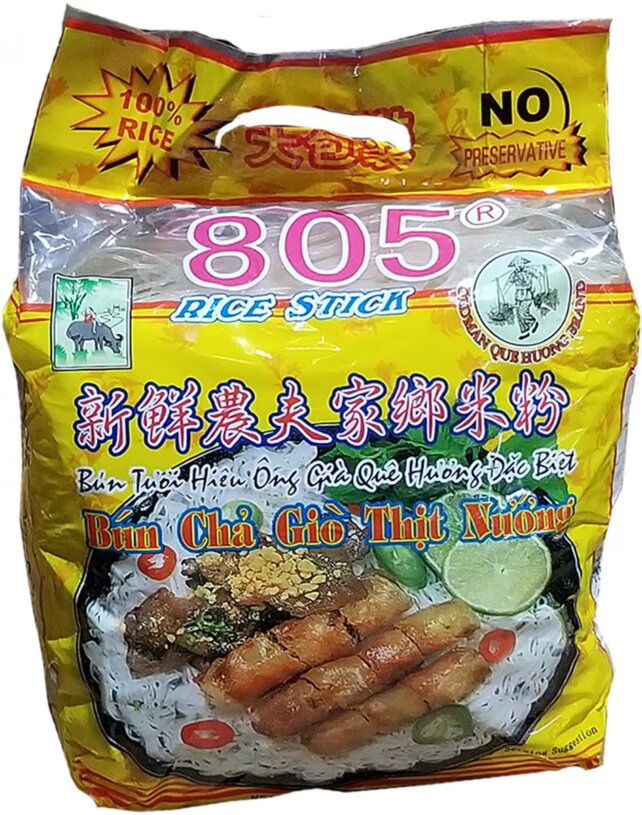 100% RICE
大包裝
NO PRESERVATIVE
805®
RICE STICK
OLDMAN QUE HUONG BRAND
新鮮農夫家鄉米粉
Bún Tươi Hiệu Ông Già Quê Hương Đặc Biệt
Bún Chả Giò Thịt Nướng
Serving Suggestion